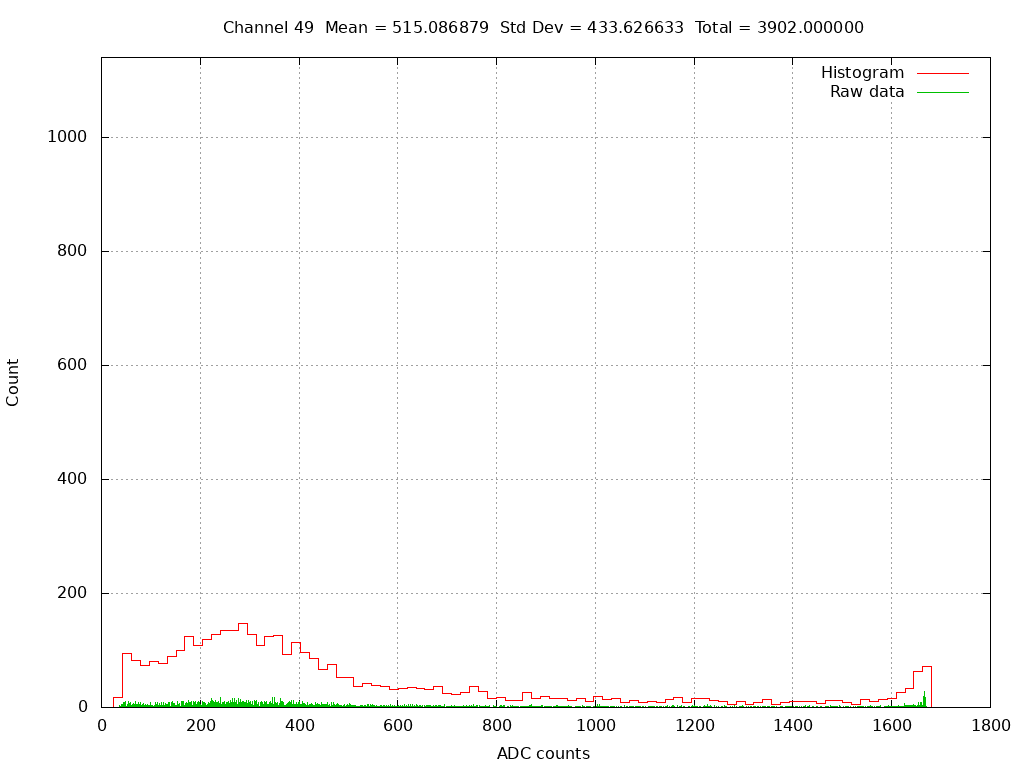 Channel 49  Mean = 515.086879  Std Dev = 433.626633  Total = 3902.000000
Histogram
Raw data
1000
800
600
400
200
0
Count
0 200 400 600 800 1000 1200 1400 1600 1800
ADC counts